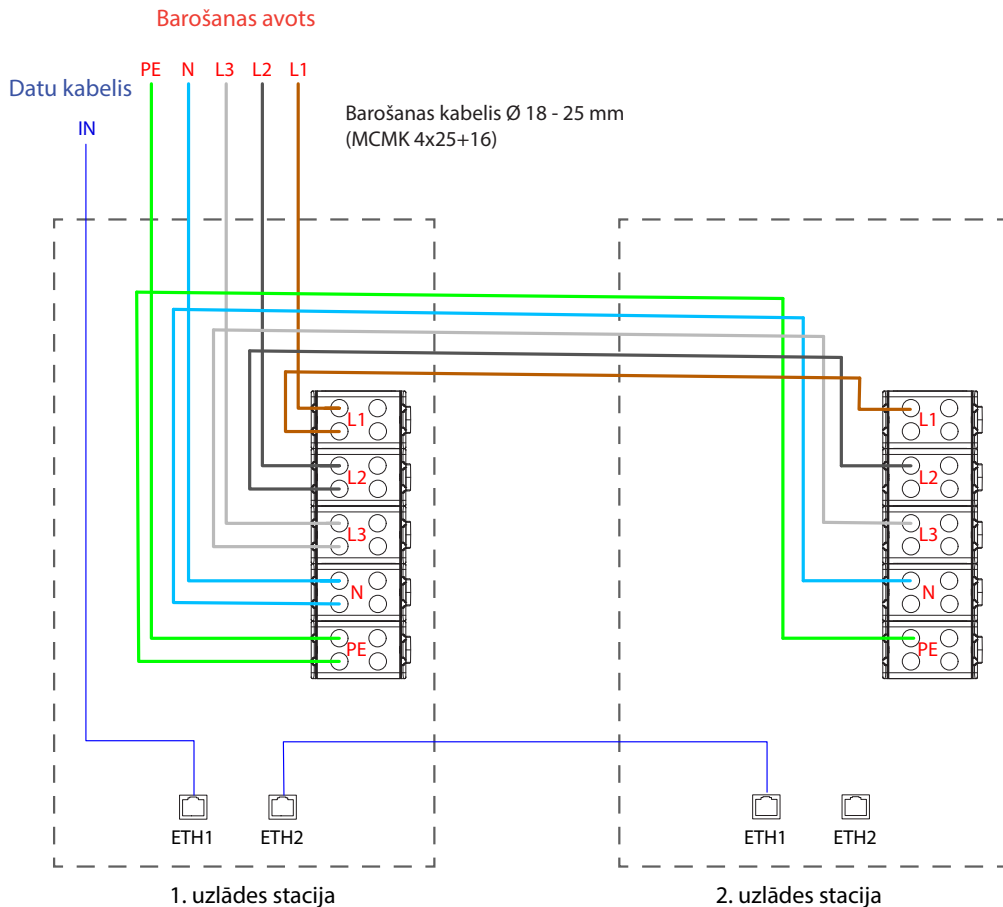 Barošanas avots
PE N L3 L2 L1
Datu kabelis
IN
Barošanas kabelis Ø 18 - 25 mm
(MCMK 4x25+16)
L1
L2
L3
N
PE
L1
L2
L3
N
PE
ETH1 ETH2
ETH1 ETH2
1. uzlādes stacija
2. uzlādes stacija